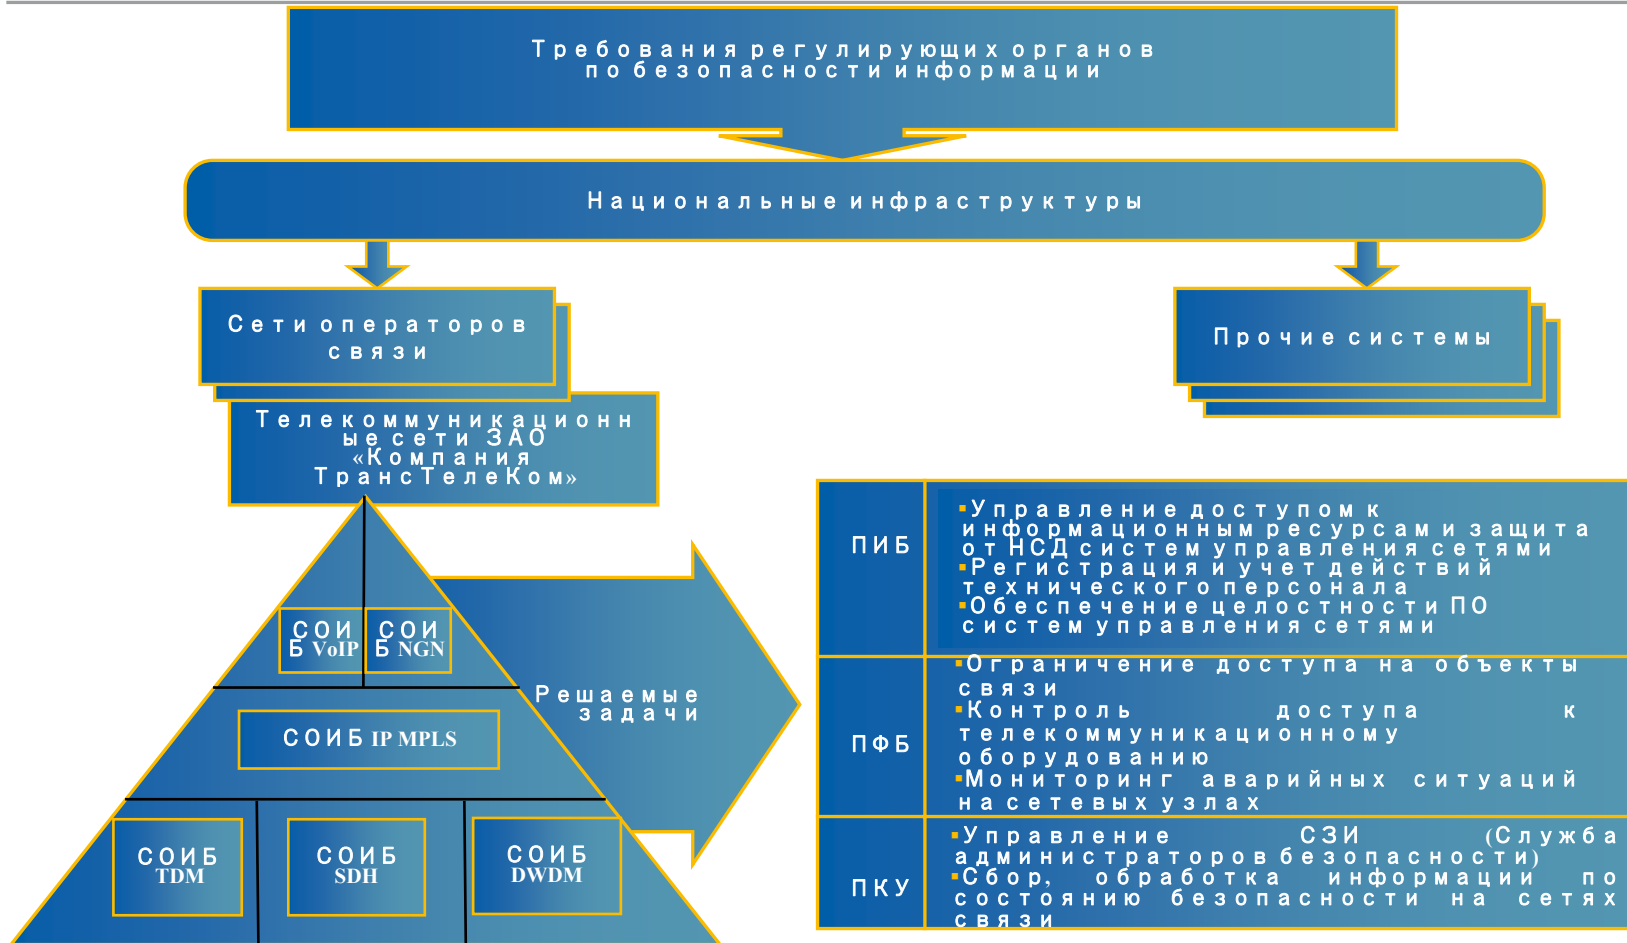 Требования регулирующих органов
по безопасности информации
Национальные инфраструктуры
Сети операторов
связи
Прочие системы
Телекоммуникационн
ые сети ЗАО
«Компания
ТрансТелеКом»
СОИ
Б VoIP
СОИ
Б NGN
СОИБ IP MPLS
СОИБ
TDM
СОИБ
SDH
СОИБ
DWDM
Решаемые
задачи
ПИБ
▪Управление доступом к
информационным ресурсам и защита
от НСД систем управления сетями
▪Регистрация и учет действий
технического персонала
▪Обеспечение целостности ПО
систем управления сетями
ПФБ
▪Ограничение доступа на объекты
связи
▪Контроль доступа к
телекоммуникационному
оборудованию
▪Мониторинг аварийных ситуаций
на сетевых узлах
ПКУ
▪Управление СЗИ (Служба
администраторов безопасности)
▪Сбор, обработка информации по
состоянию безопасности на сетях
связи